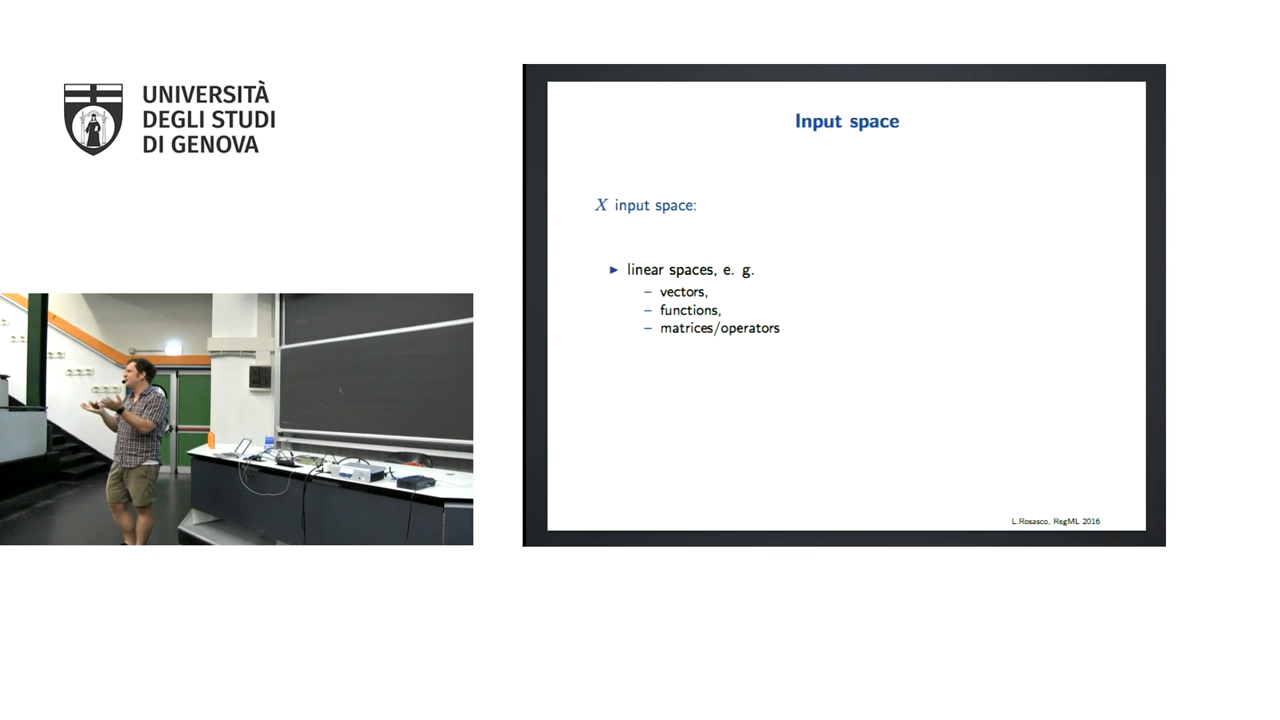 UNIVERSITÀ
DEGLI STUDI
DI GENOVA
Input space
X input space:
▶ linear spaces, e. g.
– vectors,
– functions,
– matrices/operators
L.Rosasco, RegML 2016